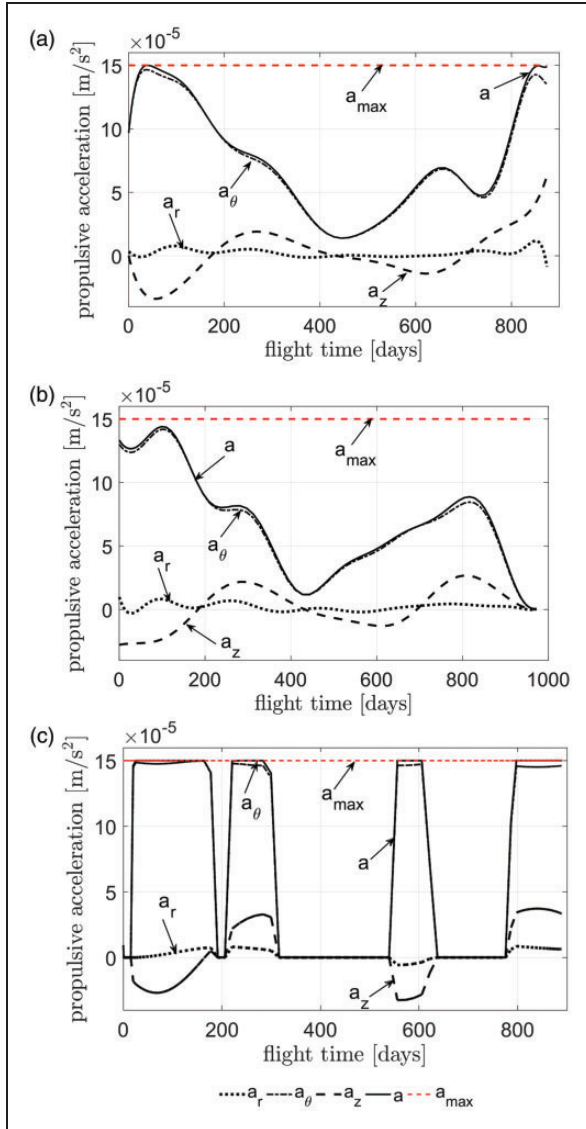 (a)
×10⁻⁵
propulsive acceleration [m/s²]
15
10
5
0
a_max
a
a_θ
a_r
a_z
0 200 400 600 800
flight time [days]
(b)
×10⁻⁵
propulsive acceleration [m/s²]
15
10
5
0
a
a_max
a_θ
a_r
a_z
0 200 400 600 800 1000
flight time [days]
(c)
×10⁻⁵
propulsive acceleration [m/s²]
15
10
5
0
a_θ
a_max
a
a_r
a_z
0 200 400 600 800
flight time [days]
a_r a_θ a_z a a_max